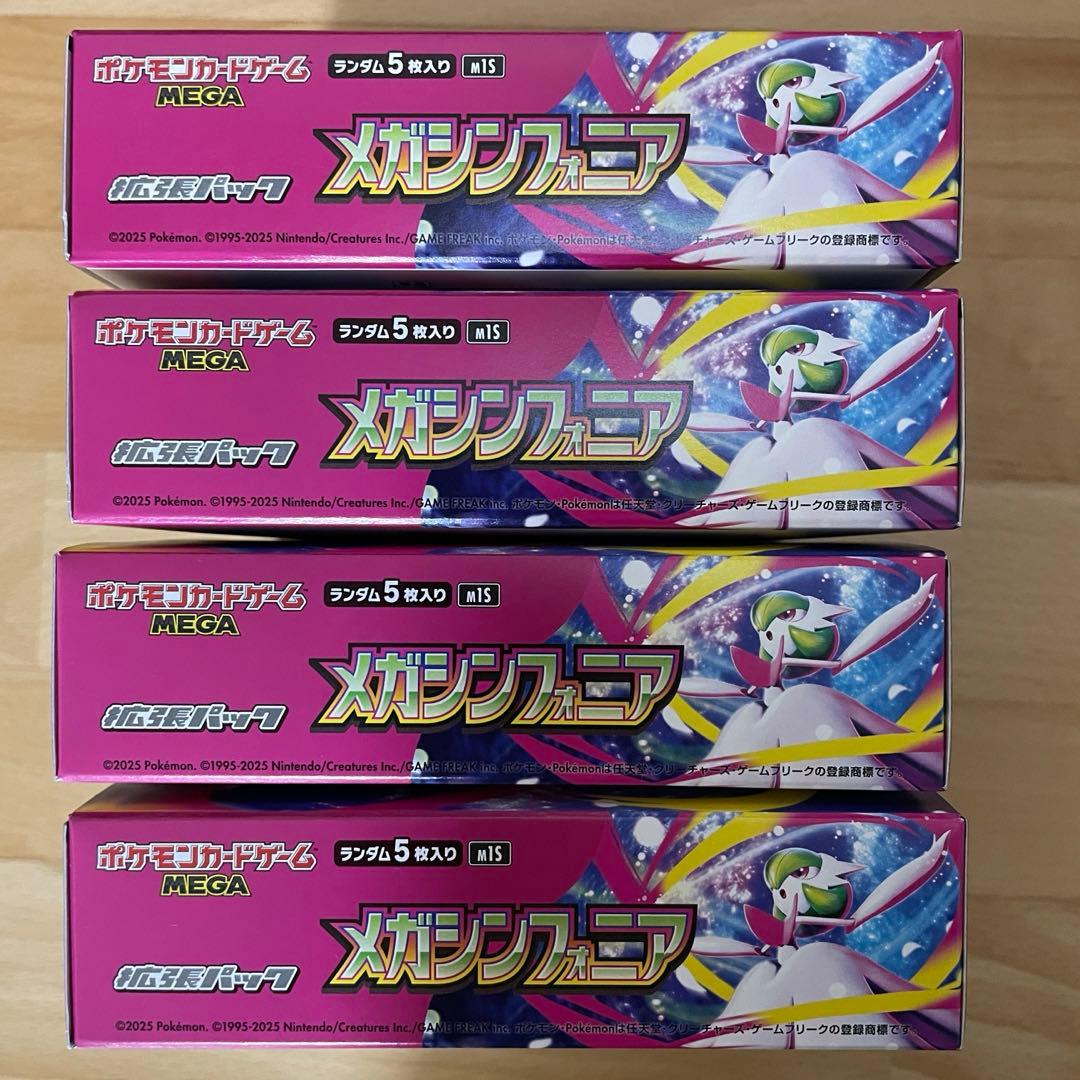 ポケモンカードゲーム
MEGA
ランダム5枚入り M1S
メガシンフォニア
拡張パック
©2025 Pokémon. ©1995-2025 Nintendo/Creatures Inc./GAME FREAK inc. ポケモン・Pokémonは任天堂・クリーチャーズ・ゲームフリークの登録商標です。
ポケモンカードゲーム
MEGA
ランダム5枚入り M1S
メガシンフォニア
拡張パック
©2025 Pokémon. ©1995-2025 Nintendo/Creatures Inc./GAME FREAK inc. ポケモン・Pokémonは任天堂・クリーチャーズ・ゲームフリークの登録商標です。
ポケモンカードゲーム
MEGA
ランダム5枚入り M1S
メガシンフォニア
拡張パック
©2025 Pokémon. ©1995-2025 Nintendo/Creatures Inc./GAME FREAK inc. ポケモン・Pokémonは任天堂・クリーチャーズ・ゲームフリークの登録商標です。
ポケモンカードゲーム
MEGA
ランダム5枚入り M1S
メガシンフォニア
拡張パック
©2025 Pokémon. ©1995-2025 Nintendo/Creatures Inc./GAME FREAK inc. ポケモン・Pokémonは任天堂・クリーチャーズ・ゲームフリークの登録商標です。